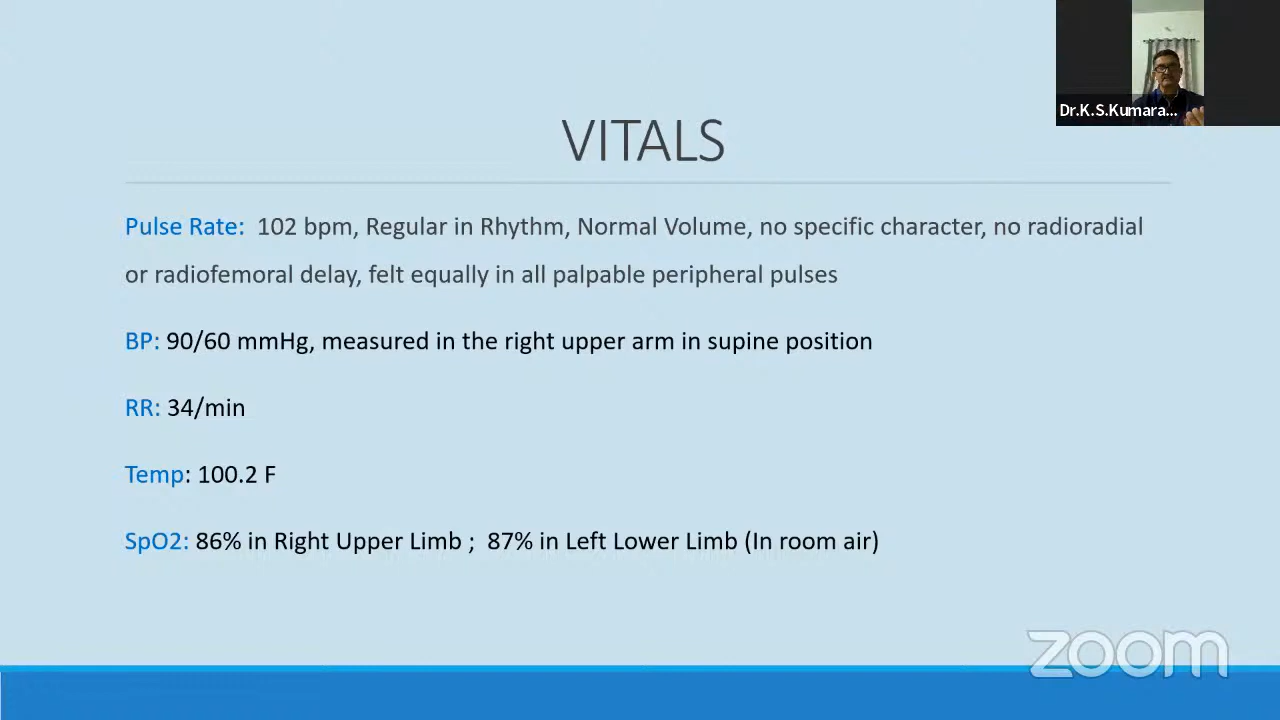 Dr.K.S.Kumara...
VITALS
Pulse Rate: 102 bpm, Regular in Rhythm, Normal Volume, no specific character, no radioradial
or radiofemoral delay, felt equally in all palpable peripheral pulses
BP: 90/60 mmHg, measured in the right upper arm in supine position
RR: 34/min
Temp: 100.2 F
SpO2: 86% in Right Upper Limb ; 87% in Left Lower Limb (In room air)
zoom